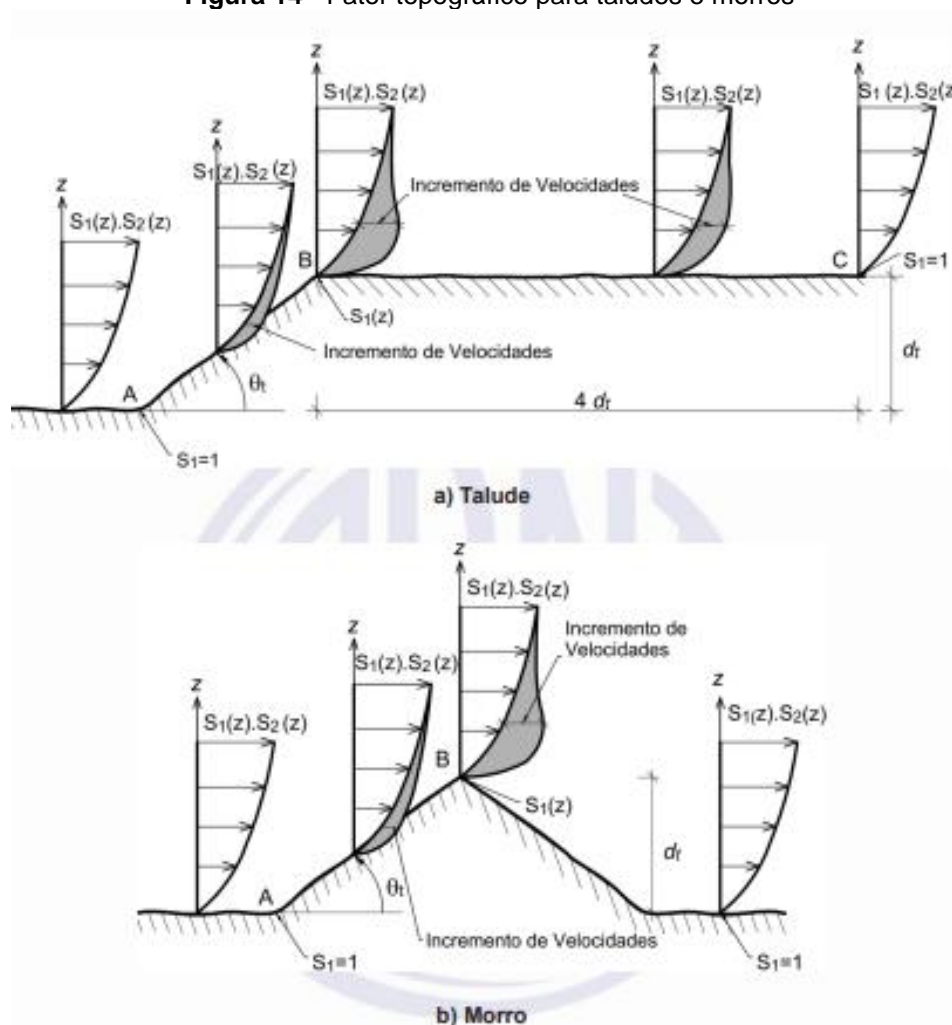 Figura 14 - Fator topográfico para taludes e morros
z
S1(z).S2(z)
z
S1(z).S2(z)
z
S1(z).S2(z)
z
S1(z).S2(z)
z
S1(z).S2(z)
Incremento de Velocidades
B
C
S1=1
S1(z)
Incremento de Velocidades
θt
A
dt
4 dt
S1=1
a) Talude
z
S1(z).S2(z)
Incremento de
Velocidades
z
S1(z).S2(z)
z
S1(z).S2(z)
z
S1(z).S2(z)
B
S1(z)
dt
A
θt
Incremento de Velocidades
S1=1
S1=1
b) Morro